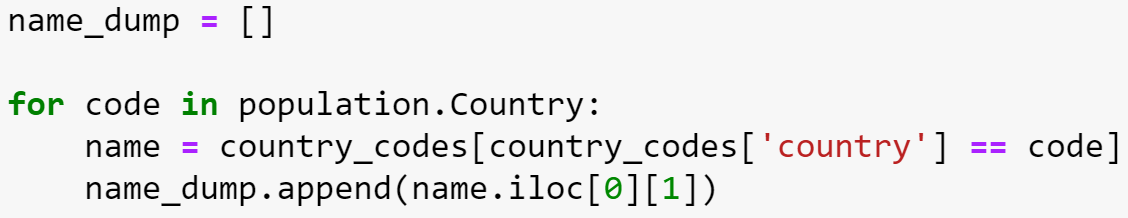 name_dump = []
for code in population.Country:
    name = country_codes[country_codes['country'] == code]
    name_dump.append(name.iloc[0][1])